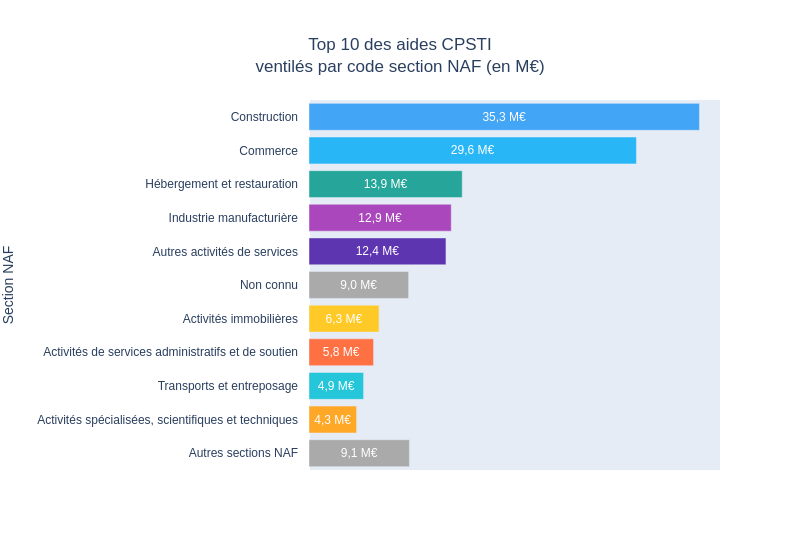 Top 10 des aides CPSTI
ventilés par code section NAF (en M€)
Section NAF
Construction 35,3 M€
Commerce 29,6 M€
Hébergement et restauration 13,9 M€
Industrie manufacturière 12,9 M€
Autres activités de services 12,4 M€
Non connu 9,0 M€
Activités immobilières 6,3 M€
Activités de services administratifs et de soutien 5,8 M€
Transports et entreposage 4,9 M€
Activités spécialisées, scientifiques et techniques 4,3 M€
Autres sections NAF 9,1 M€